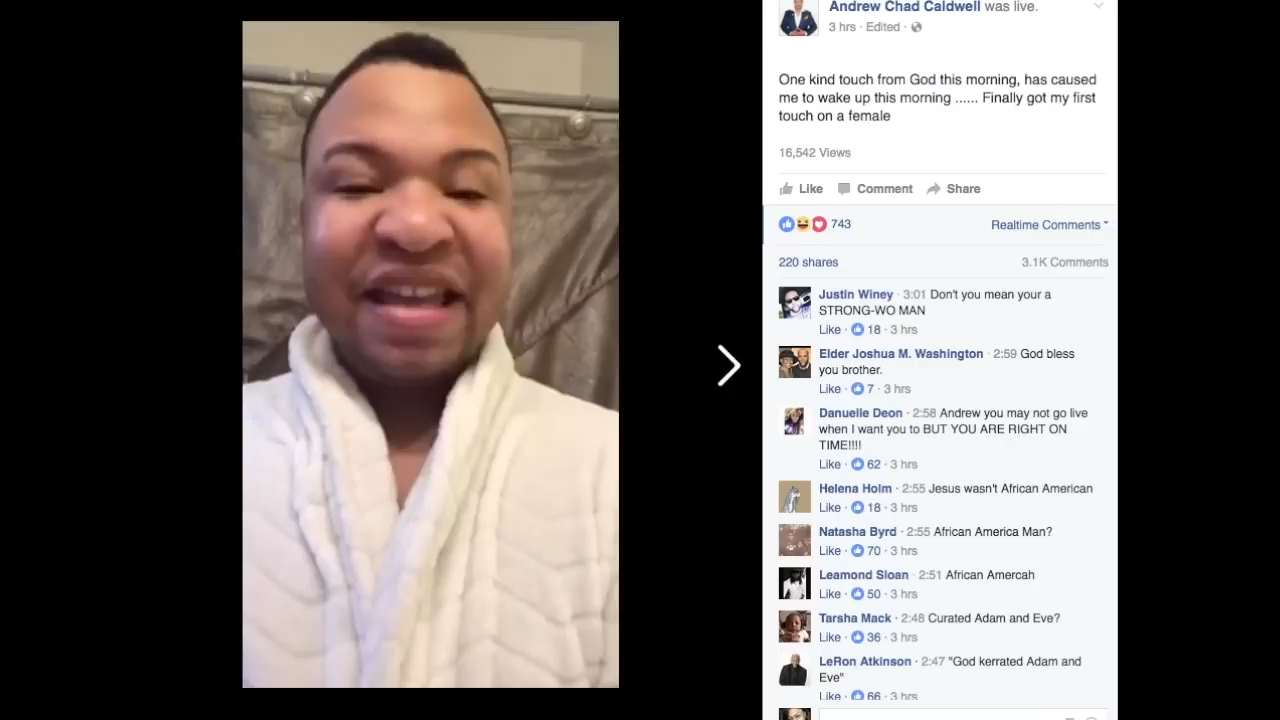 Andrew Chad Caldwell was live.
3 hrs · Edited ·
One kind touch from God this morning, has caused
me to wake up this morning ...... Finally got my first
touch on a female
16,542 Views
Like Comment Share
743 Realtime Comments
220 shares 3.1K Comments
Justin Winey · 3:01 Don't you mean your a
STRONG-WO MAN
Like · 18 · 3 hrs
Elder Joshua M. Washington · 2:59 God bless
you brother.
Like · 7 · 3 hrs
Danuelle Deon · 2:58 Andrew you may not go live
when I want you to BUT YOU ARE RIGHT ON
TIME!!!!
Like · 62 · 3 hrs
Helena Holm · 2:55 Jesus wasn't African American
Like · 18 · 3 hrs
Natasha Byrd · 2:55 African America Man?
Like · 70 · 3 hrs
Leamond Sloan · 2:51 African Amercah
Like · 50 · 3 hrs
Tarsha Mack · 2:48 Curated Adam and Eve?
Like · 36 · 3 hrs
LeRon Atkinson · 2:47 "God kerrated Adam and
Eve"
Like · 66 · 3 hrs